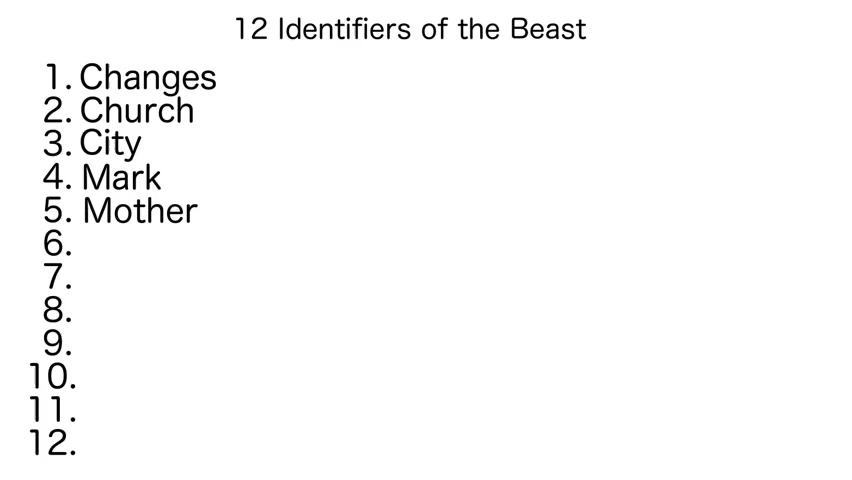 12 Identifiers of the Beast
1. Changes
2. Church
3. City
4. Mark
5. Mother
6.
7.
8.
9.
10.
11.
12.